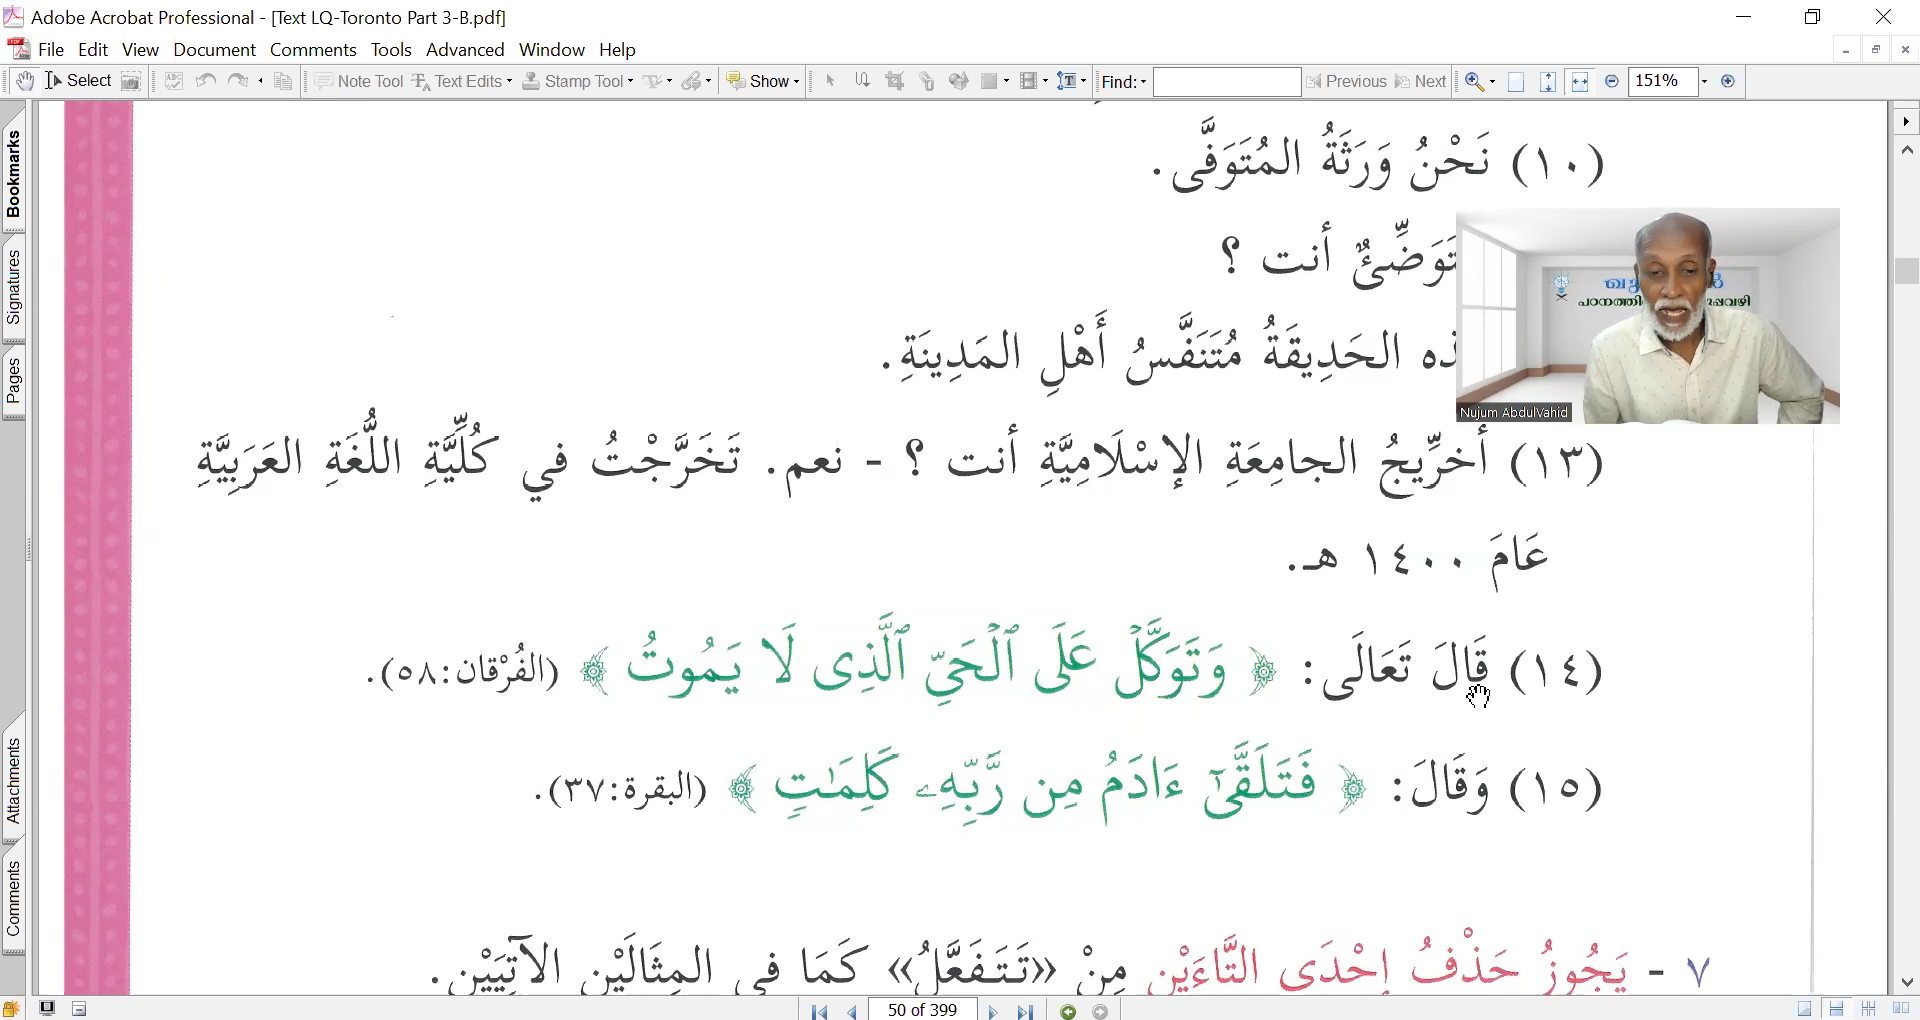 Adobe Acrobat Professional - [Text LQ-Toronto Part 3-B.pdf]
File Edit View Document Comments Tools Advanced Window Help
Select Note Tool Text Edits Stamp Tool Show Find: Previous Next 151%
Bookmarks
Signatures
Pages
Attachments
Comments
(١٠) نَحْنُ وَرَثَةُ المُتَوَفَّى.
أنت ؟
الحَدِيقَةُ مُتَنَفَّسُ أَهْلِ المَدِينَةِ.
Nujum AbdulVahid
(١٣) أَخِرِّيجُ الجامِعَةِ الإِسْلَامِيَّةِ أنت ؟ - نعم. تَخَرَّجْتُ في كُلِّيَّةِ اللُّغَةِ العَرَبِيَّةِ
عَامَ ١٤٠٠ هـ.
(١٤) قَالَ تَعَالَى: ﴿ وَتَوَكَّلْ عَلَى ٱلْحَىِّ ٱلَّذِى لَا يَمُوتُ ﴾ (الفُرْقان:٥٨).
(١٥) وَقَالَ: ﴿ فَتَلَقَّىٰٓ ءَادَمُ مِن رَّبِّهِۦ كَلِمَـٰتٍ ﴾ (البقرة:٣٧).
٧ - يَجُوزُ حَذْفُ إِحْدَى التَّاءَيْنِ مِنْ «تَتَفَعَّلُ» كَمَا في المِثَالَيْنِ الآتِيَيْنِ.
50 of 399